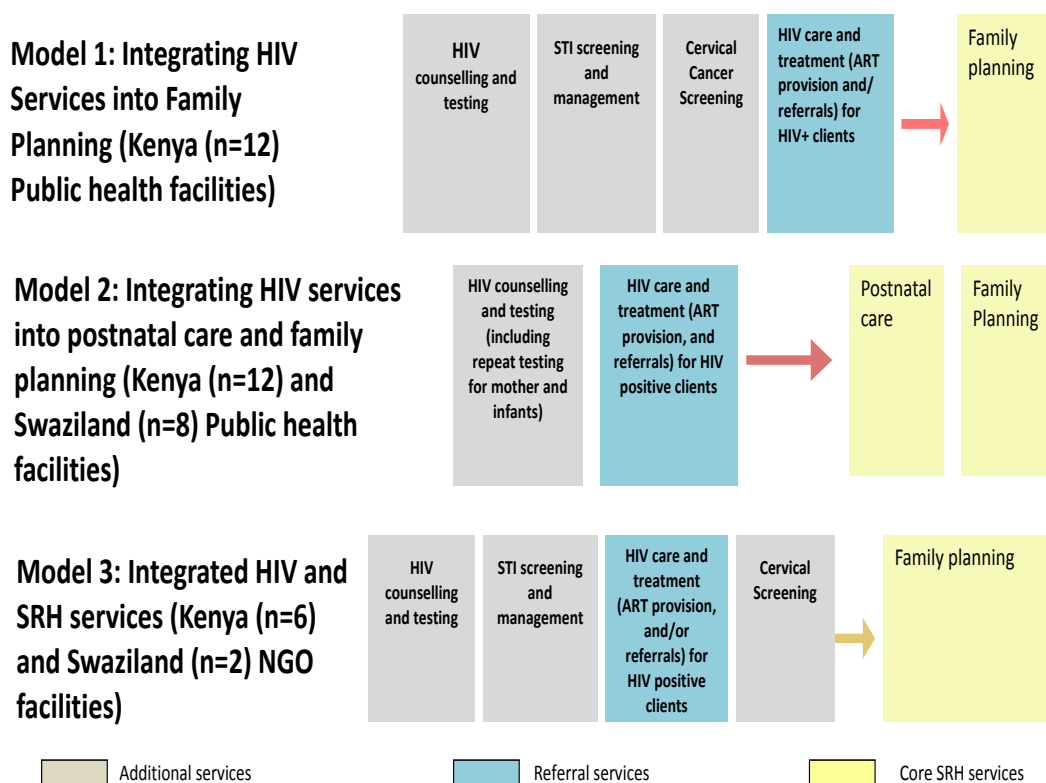 Model 1: Integrating HIV
Services into Family
Planning (Kenya (n=12)
Public health facilities)
HIV
counselling and
testing
STI screening
and
management
Cervical
Cancer
Screening
HIV care and
treatment (ART
provision and/
referrals) for
HIV+ clients
Family
planning
Model 2: Integrating HIV services
into postnatal care and family
planning (Kenya (n=12) and
Swaziland (n=8) Public health
facilities)
HIV counselling
and testing
(including
repeat testing
for mother and
infants)
HIV care and
treatment (ART
provision, and
referrals) for HIV
positive clients
Postnatal
care
Family
Planning
Model 3: Integrated HIV and
SRH services (Kenya (n=6)
and Swaziland (n=2) NGO
facilities)
HIV
counselling
and testing
STI screening
and
management
HIV care and
treatment
(ART provision,
and/or
referrals) for
HIV positive
clients
Cervical
Screening
Family planning
Additional services
Referral services
Core SRH services